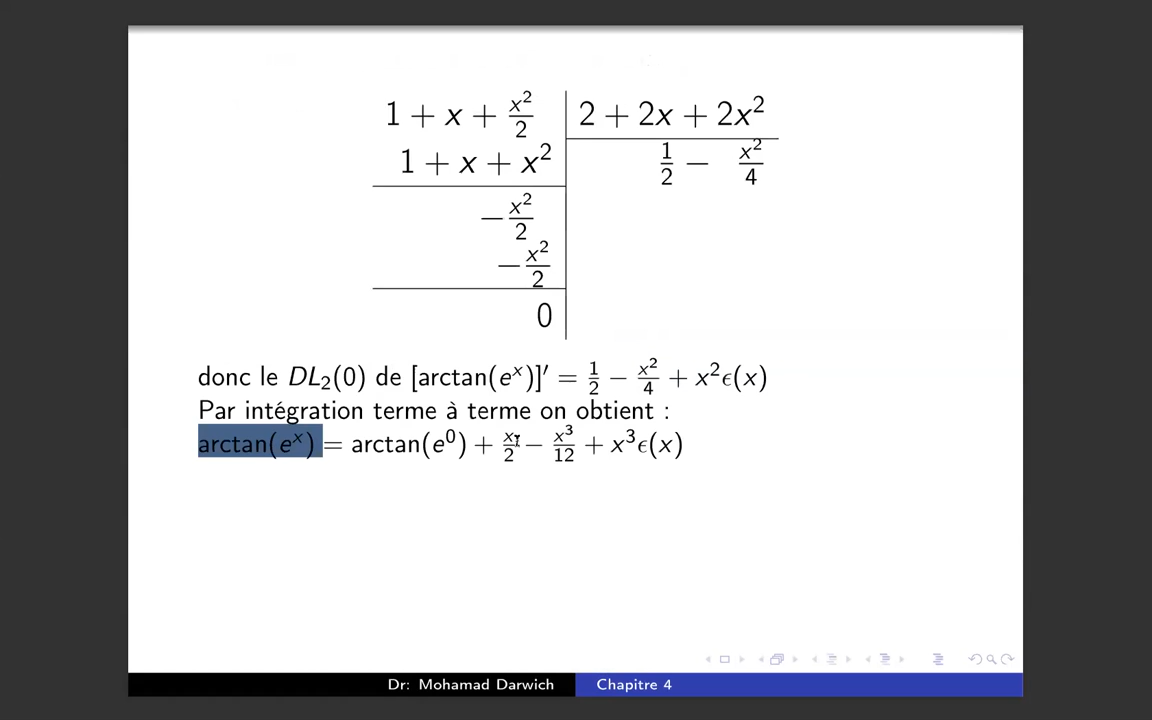 1 + x + x²/2 | 2 + 2x + 2x²
1 + x + x² | 1/2 − x²/4
−x²/2
−x²/2
0
donc le DL₂(0) de [arctan(eˣ)]′ = 1/2 − x²/4 + x²ϵ(x)
Par intégration terme à terme on obtient :
arctan(eˣ) = arctan(e⁰) + x/2 − x³/12 + x³ϵ(x)
Dr: Mohamad Darwich Chapitre 4